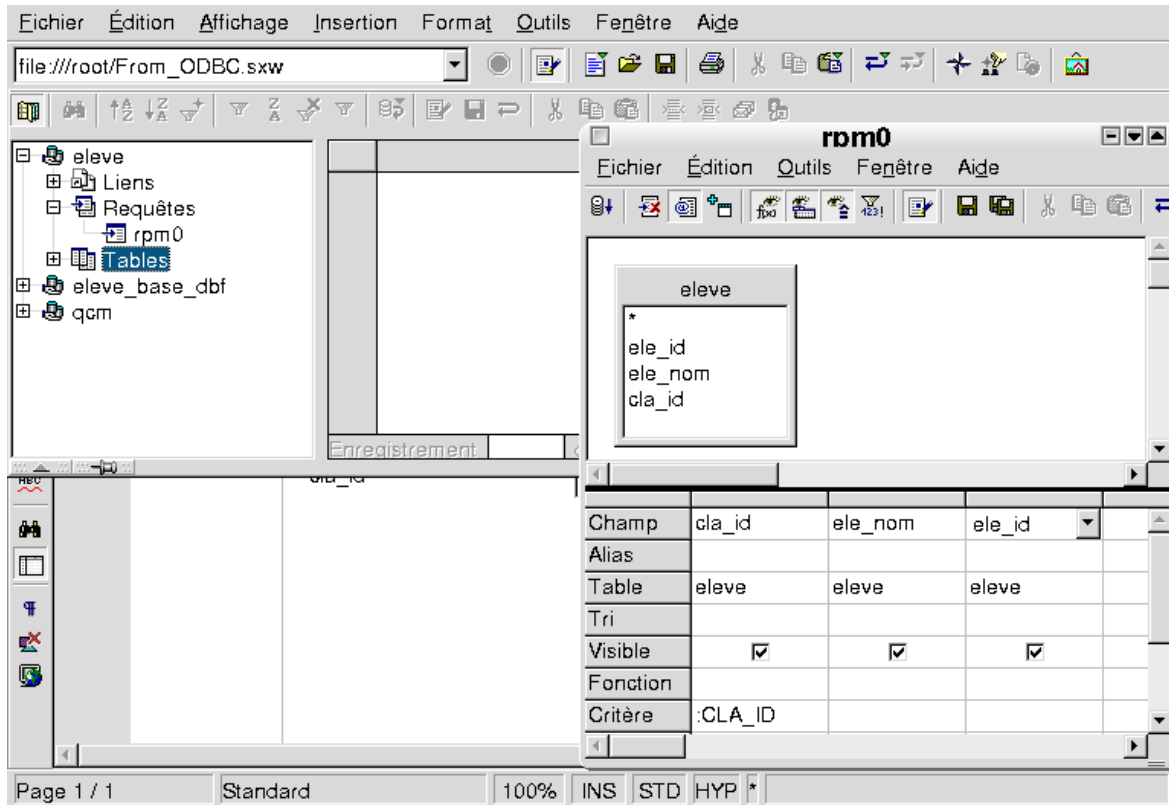 Fichier Édition Affichage Insertion Format Outils Fenêtre Aide
file:///root/From_ODBC.sxw
eleve
Liens
Requêtes
rpm0
Tables
eleve_base_dbf
qcm
Enregistrement
cla_id
rpm0
Fichier Édition Outils Fenêtre Aide
eleve
*
ele_id
ele_nom
cla_id
Champ cla_id ele_nom ele_id
Alias
Table eleve eleve eleve
Tri
Visible
Fonction
Critère :CLA_ID
Page 1 / 1 Standard 100% INS STD HYP *